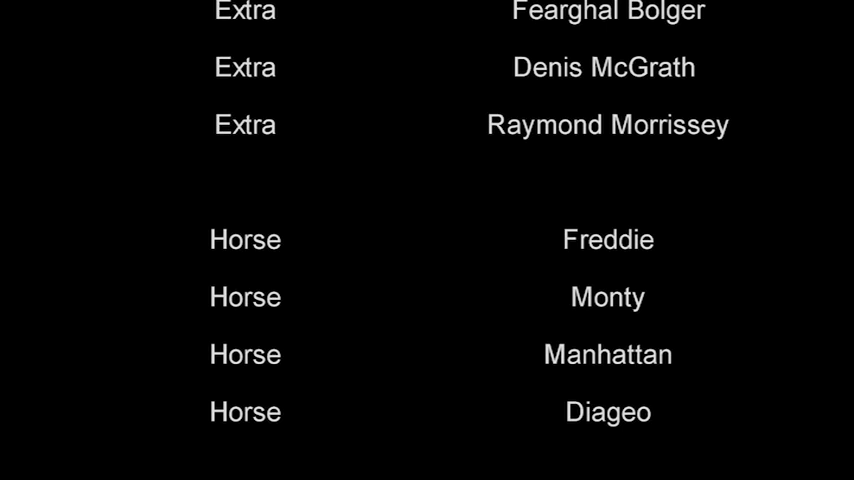 Extra Fearghal Bolger
Extra Denis McGrath
Extra Raymond Morrissey
Horse Freddie
Horse Monty
Horse Manhattan
Horse Diageo